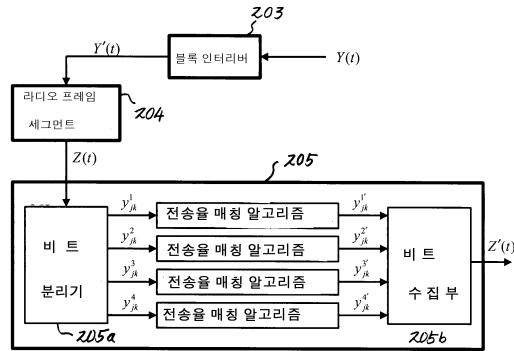 203
블록 인터리버
Y'(t)
Y(t)
라디오 프레임
세그먼트
204
Z(t)
205
y¹jk
전송율 매칭 알고리즘
y¹'jk
y²jk
전송율 매칭 알고리즘
y²'jk
y³jk
전송율 매칭 알고리즘
y³'jk
y⁴jk
전송율 매칭 알고리즘
y⁴'jk
비 트
분리기
205a
비 트
수집부
205b
Z'(t)